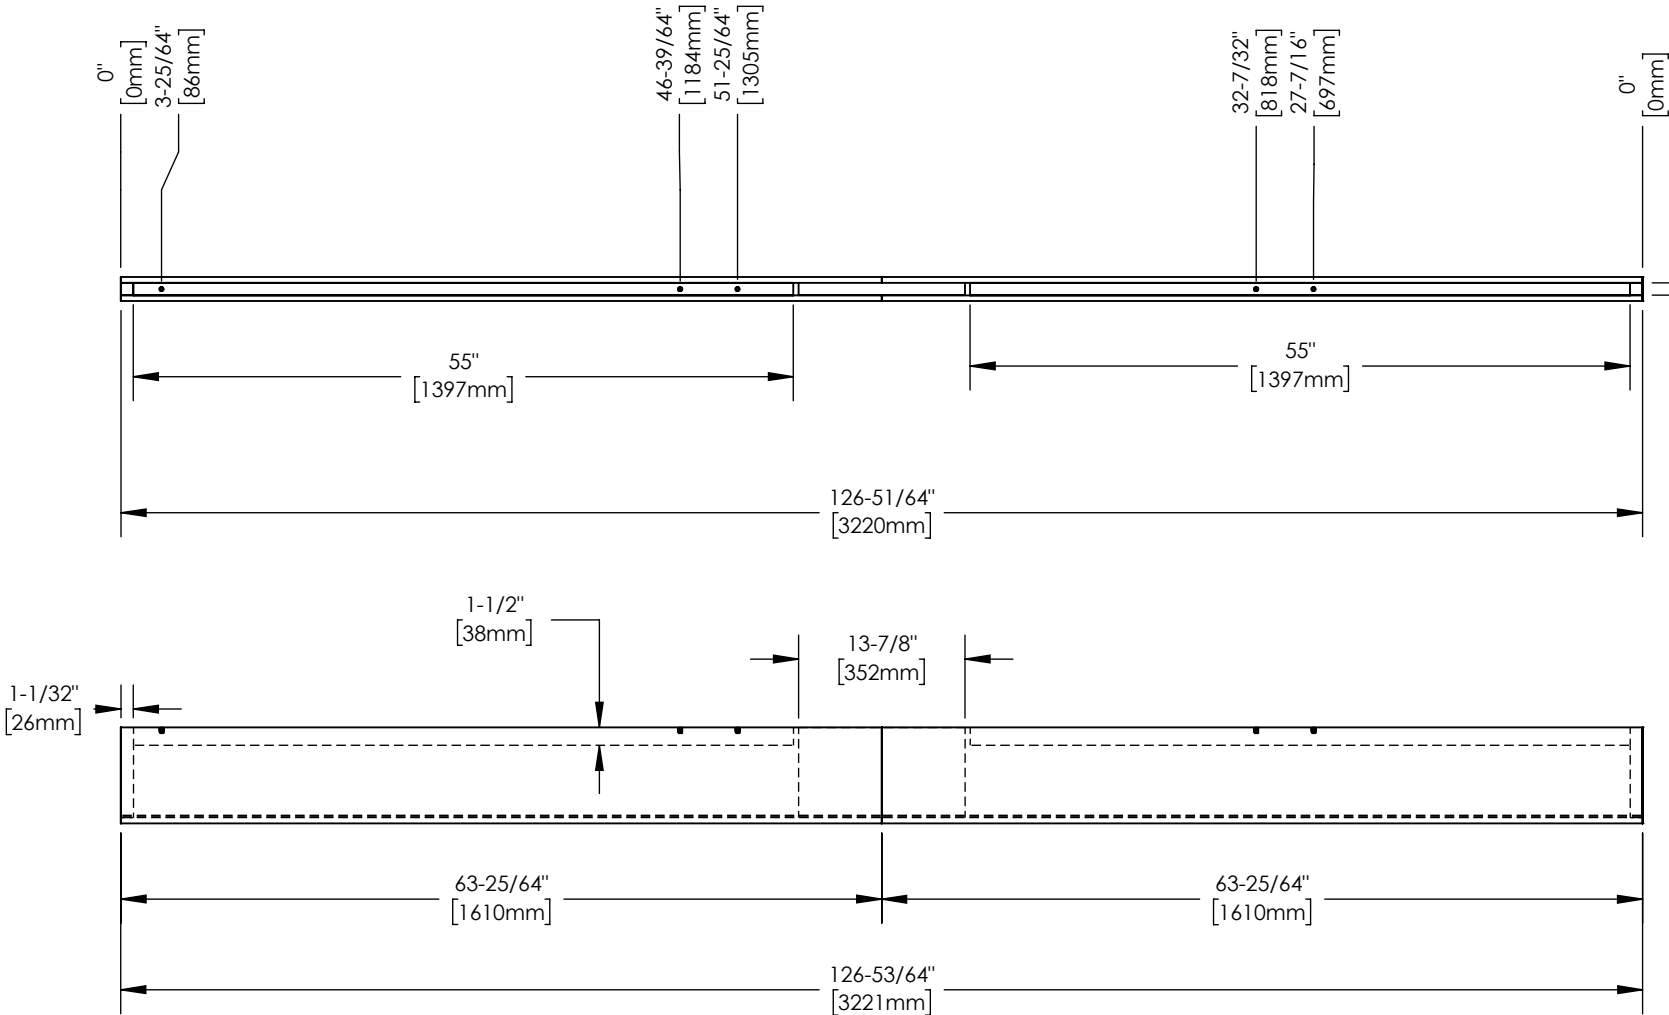 0"
[0mm]
3-25/64"
[86mm]
46-39/64"
[1184mm]
51-25/64"
[1305mm]
32-7/32"
[818mm]
27-7/16"
[697mm]
0"
[0mm]
55"
[1397mm]
55"
[1397mm]
126-51/64"
[3220mm]
1-1/2"
[38mm]
13-7/8"
[352mm]
1-1/32"
[26mm]
63-25/64"
[1610mm]
63-25/64"
[1610mm]
126-53/64"
[3221mm]